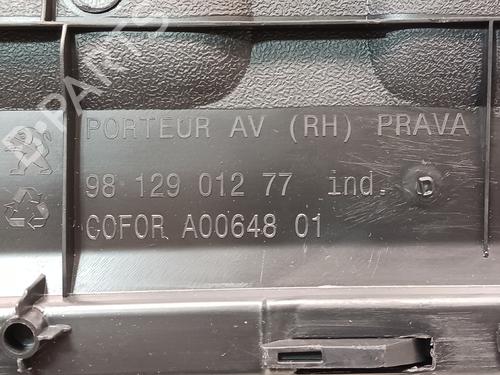 PORTEUR AV (RH) PRAVA
98 129 012 77 ind. D
COFOR A00648 01